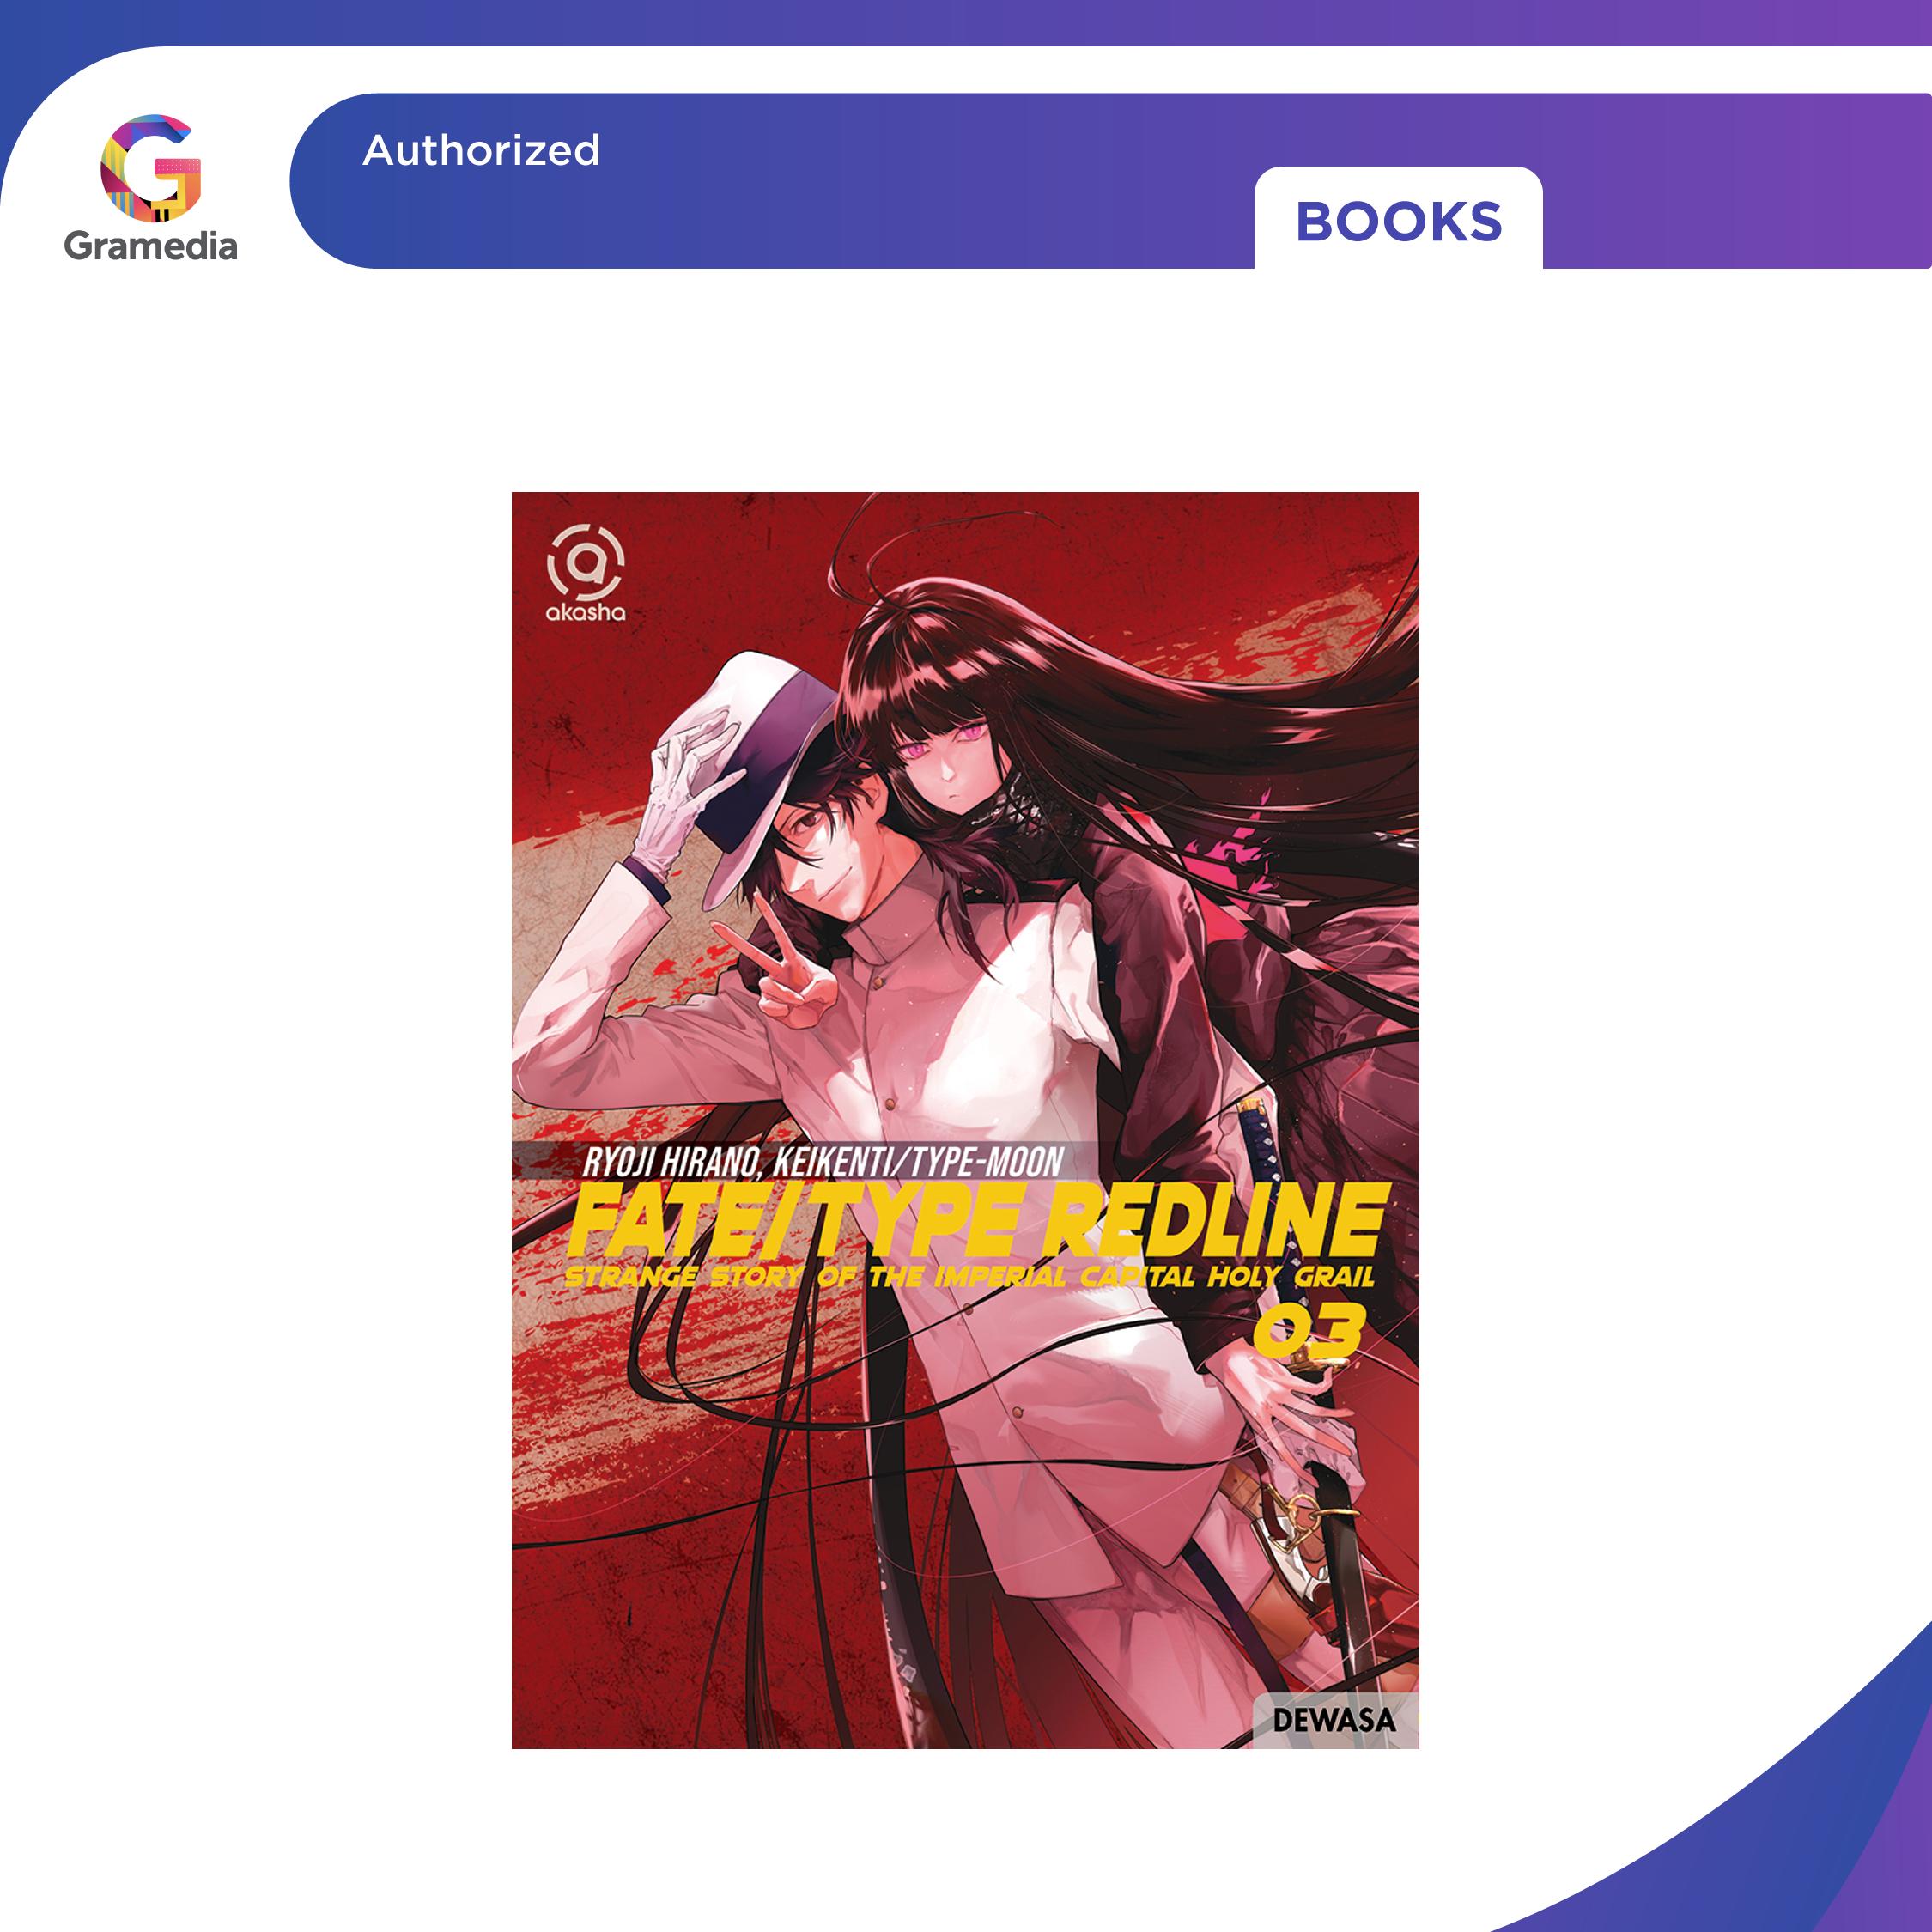 Gramedia
Authorized
BOOKS
akasha
RYOJI HIRANO, KEIKENTI/TYPE-MOON
FATE/TYPE REDLINE
STRANGE STORY OF THE IMPERIAL CAPITAL HOLY GRAIL
03
DEWASA